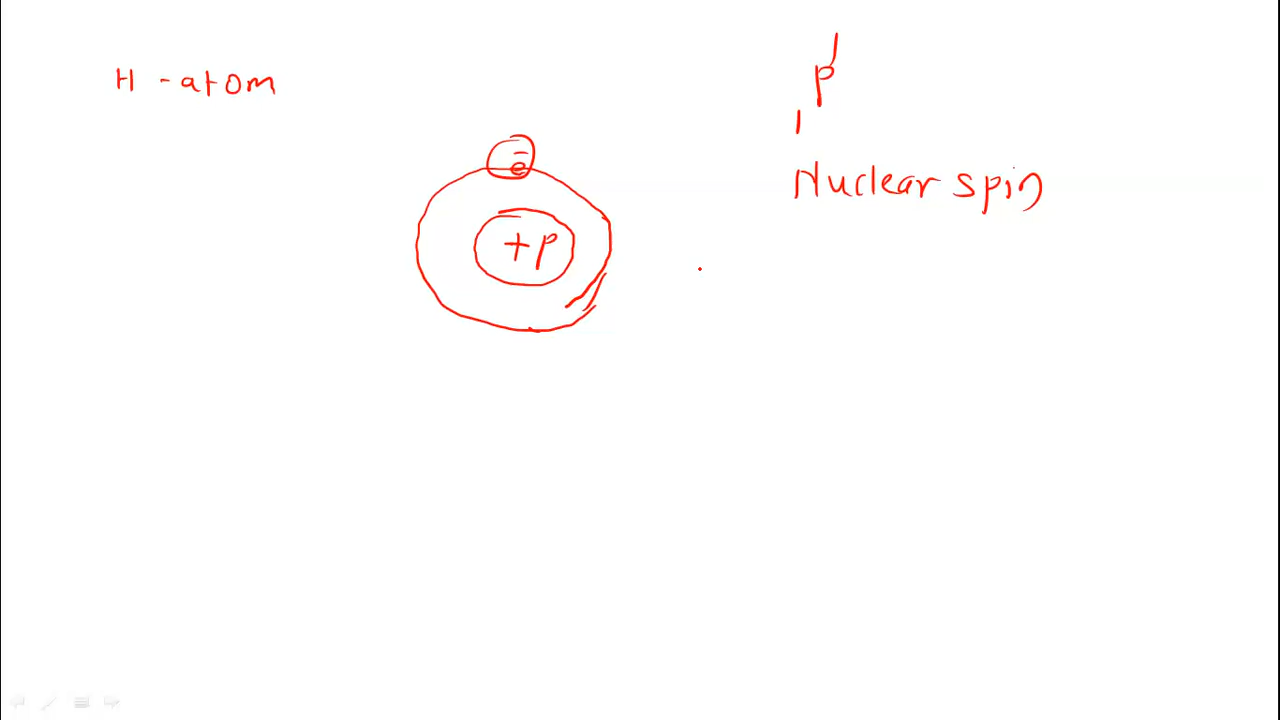 H - atom
p
Nuclear spin
e
+ p